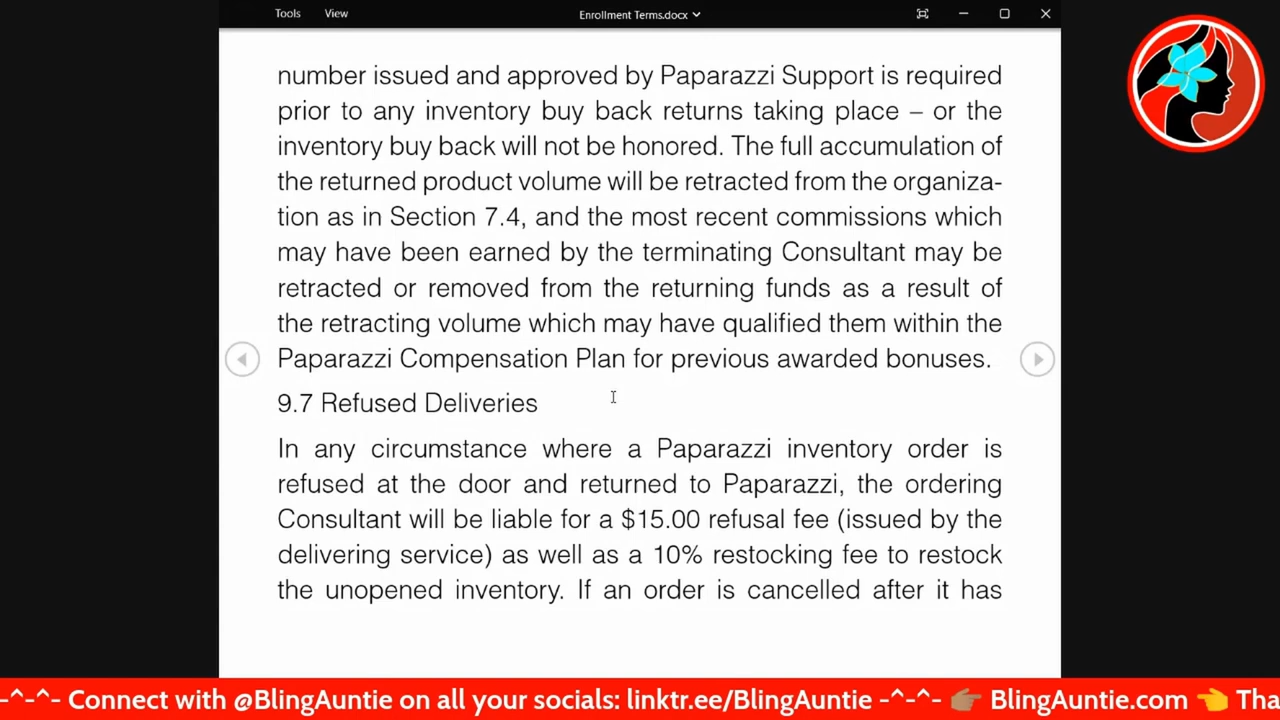 Tools View Enrollment Terms.docx
number issued and approved by Paparazzi Support is required
prior to any inventory buy back returns taking place – or the
inventory buy back will not be honored. The full accumulation of
the returned product volume will be retracted from the organiza-
tion as in Section 7.4, and the most recent commissions which
may have been earned by the terminating Consultant may be
retracted or removed from the returning funds as a result of
the retracting volume which may have qualified them within the
Paparazzi Compensation Plan for previous awarded bonuses.
9.7 Refused Deliveries
In any circumstance where a Paparazzi inventory order is
refused at the door and returned to Paparazzi, the ordering
Consultant will be liable for a $15.00 refusal fee (issued by the
delivering service) as well as a 10% restocking fee to restock
the unopened inventory. If an order is cancelled after it has
-^-^- Connect with @BlingAuntie on all your socials: linktr.ee/BlingAuntie -^-^- 👉🏽 BlingAuntie.com 👈 Tha